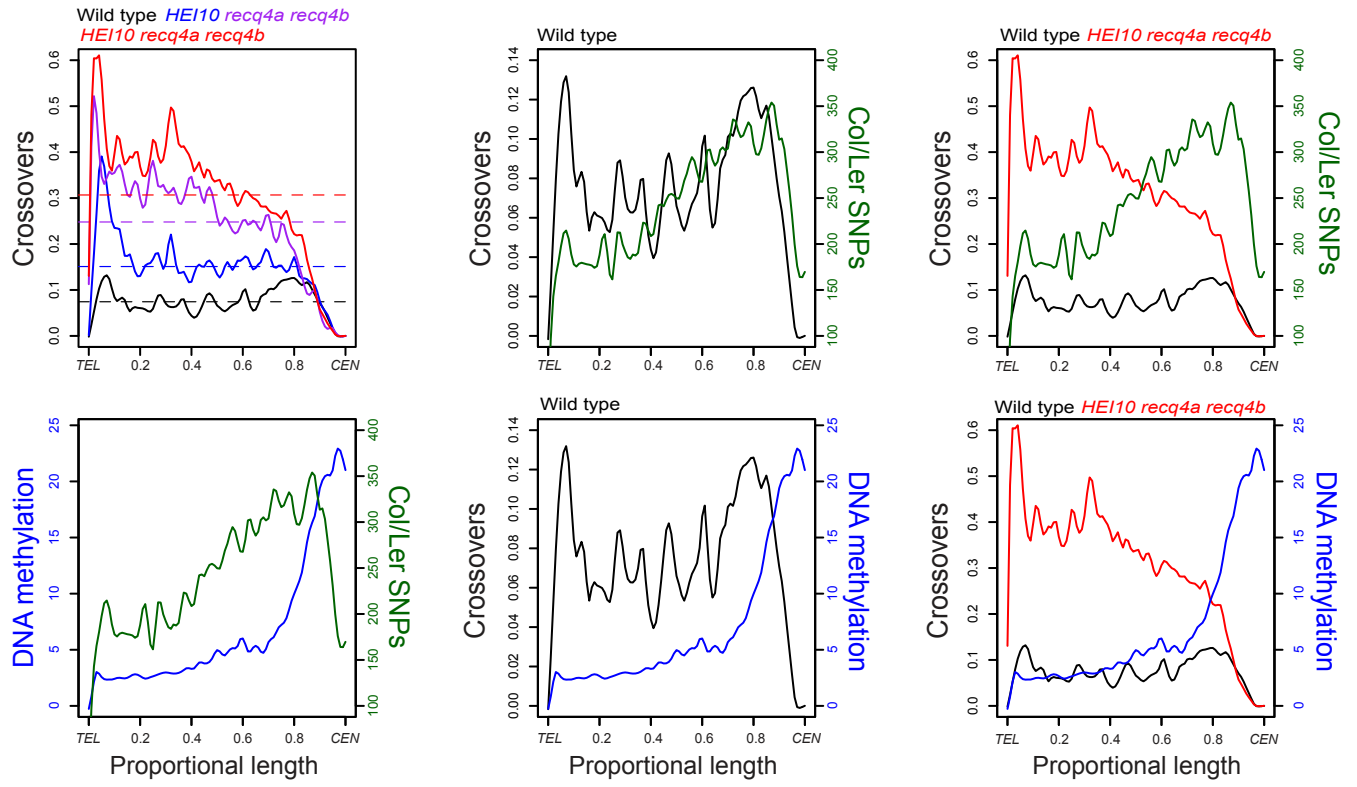 Wild type HEI10 recq4a recq4b
HEI10 recq4a recq4b
Crossovers
0.0 0.1 0.2 0.3 0.4 0.5 0.6
TEL 0.2 0.4 0.6 0.8 CEN
Wild type
Crossovers
0.00 0.02 0.04 0.06 0.08 0.10 0.12 0.14
TEL 0.2 0.4 0.6 0.8 CEN
100 150 200 250 300 350 400
Col/Ler SNPs
Wild type HEI10 recq4a recq4b
Crossovers
0.0 0.1 0.2 0.3 0.4 0.5 0.6
TEL 0.2 0.4 0.6 0.8 CEN
100 150 200 250 300 350 400
Col/Ler SNPs
DNA methylation
0 5 10 15 20 25
TEL 0.2 0.4 0.6 0.8 CEN
Proportional length
100 150 200 250 300 350 400
Col/Ler SNPs
Wild type
Crossovers
0.00 0.02 0.04 0.06 0.08 0.10 0.12 0.14
TEL 0.2 0.4 0.6 0.8 CEN
Proportional length
0 5 10 15 20 25
DNA methylation
Wild type HEI10 recq4a recq4b
Crossovers
0.0 0.1 0.2 0.3 0.4 0.5 0.6
TEL 0.2 0.4 0.6 0.8 CEN
Proportional length
0 5 10 15 20 25
DNA methylation